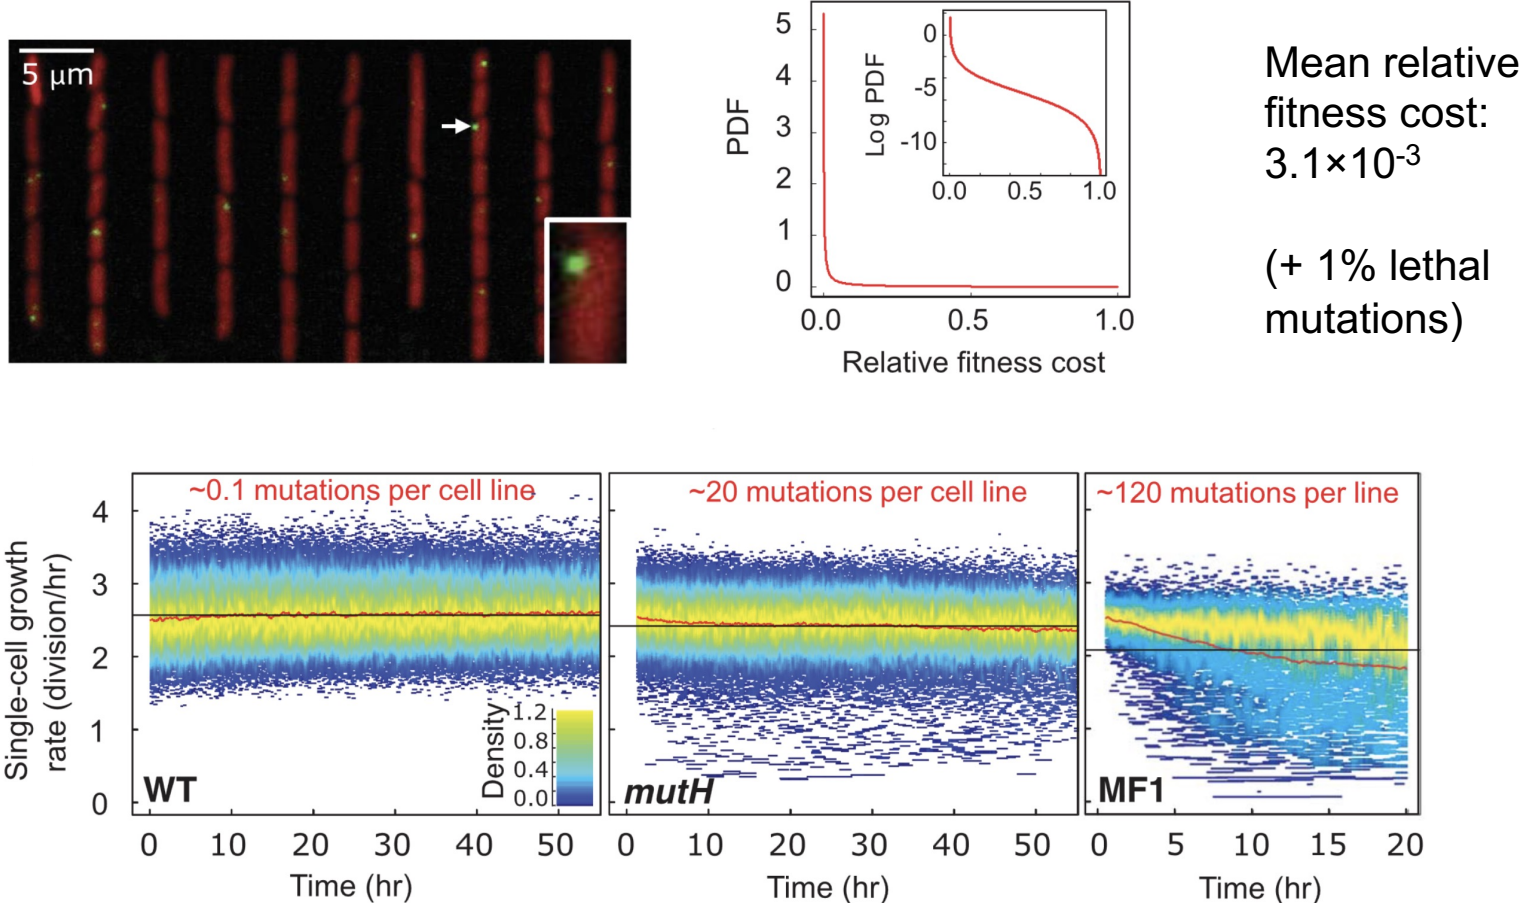 5 μm
5
4
3
2
1
0
PDF
0
-5
-10
Log PDF
0.0 0.5 1.0
0.0 0.5 1.0
Relative fitness cost
Mean relative
fitness cost:
3.1×10⁻³
(+ 1% lethal
mutations)
~0.1 mutations per cell line
~20 mutations per cell line
~120 mutations per line
Single-cell growth
rate (division/hr)
4
3
2
1
0
Density
1.2
0.8
0.4
0.0
WT
mutH
MF1
0 10 20 30 40 50
0 10 20 30 40 50
0 5 10 15 20
Time (hr)
Time (hr)
Time (hr)